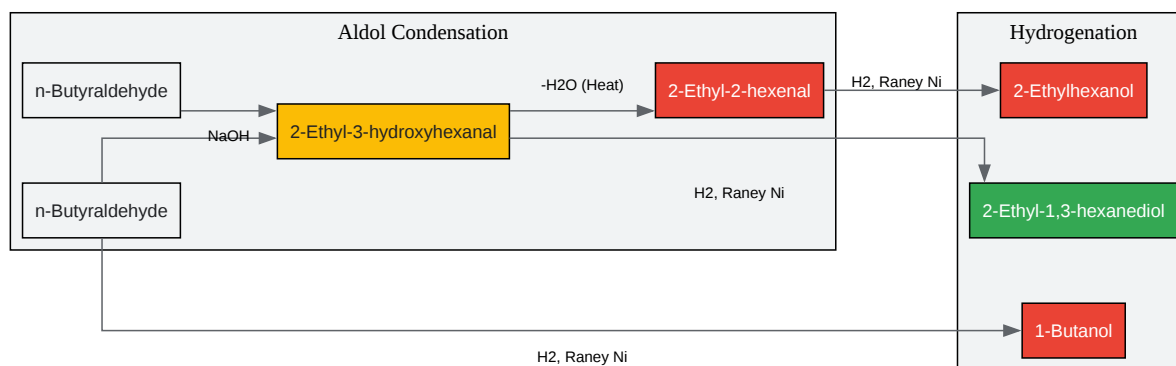 Aldol Condensation
Hydrogenation
n-Butyraldehyde
-H2O (Heat)
2-Ethyl-2-hexenal
H2, Raney Ni
2-Ethylhexanol
NaOH
2-Ethyl-3-hydroxyhexanal
n-Butyraldehyde
H2, Raney Ni
2-Ethyl-1,3-hexanediol
1-Butanol
H2, Raney Ni